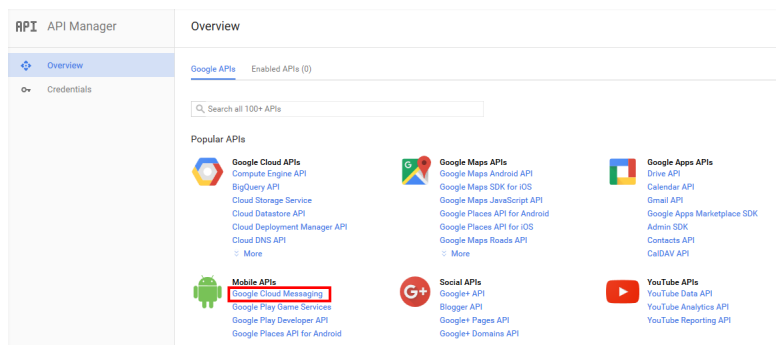 API API Manager
Overview
Overview
Credentials
Google APIs Enabled APIs (0)
Search all 100+ APIs
Popular APIs
Google Cloud APIs
Compute Engine API
BigQuery API
Cloud Storage Service
Cloud Datastore API
Cloud Deployment Manager API
Cloud DNS API
More
Google Maps APIs
Google Maps Android API
Google Maps SDK for iOS
Google Maps JavaScript API
Google Places API for Android
Google Places API for iOS
Google Maps Roads API
More
Google Apps APIs
Drive API
Calendar API
Gmail API
Google Apps Marketplace SDK
Admin SDK
Contacts API
CalDAV API
Mobile APIs
Google Cloud Messaging
Google Play Game Services
Google Play Developer API
Google Places API for Android
G+
Social APIs
Google+ API
Blogger API
Google+ Pages API
Google+ Domains API
YouTube APIs
YouTube Data API
YouTube Analytics API
YouTube Reporting API